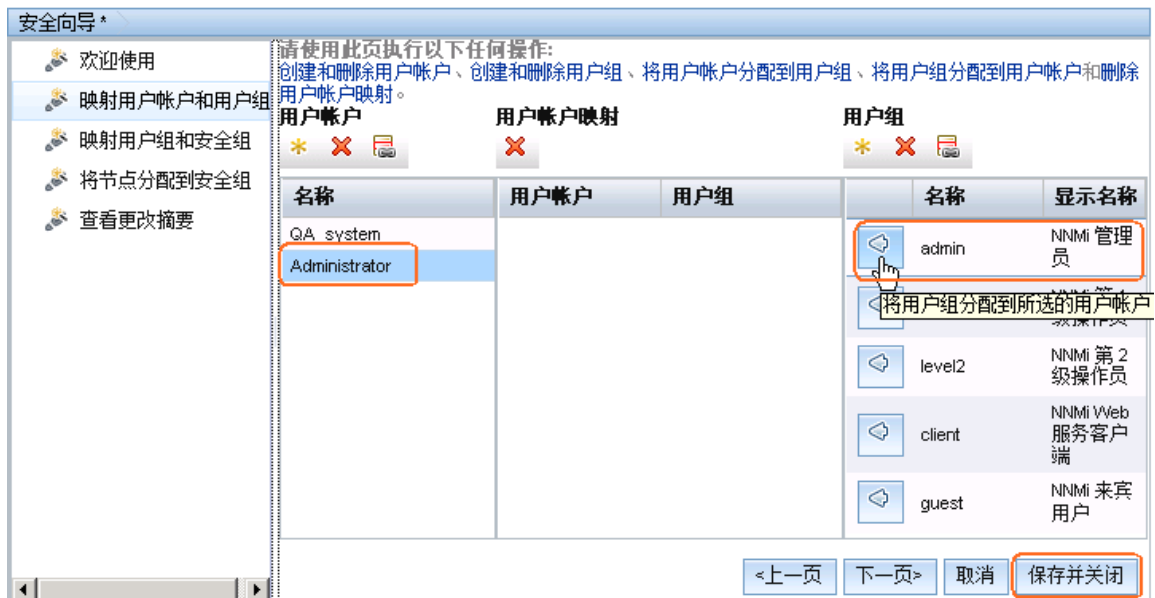 安全向导 *
欢迎使用
映射用户帐户和用户组
映射用户组和安全组
将节点分配到安全组
查看更改摘要
请使用此页执行以下任何操作:
创建和删除用户帐户、创建和删除用户组、将用户帐户分配到用户组、将用户组分配到用户帐户和删除
用户帐户映射。
用户帐户
用户帐户映射
用户组
名称
用户帐户
用户组
名称
显示名称
QA_system
Administrator
admin
NNMi 管理
员
将用户组分配到所选的用户帐户
level2
NNMi 第 2
级操作员
client
NNMi Web
服务客户
端
guest
NNMi 来宾
用户
<上一页
下一页>
取消
保存并关闭